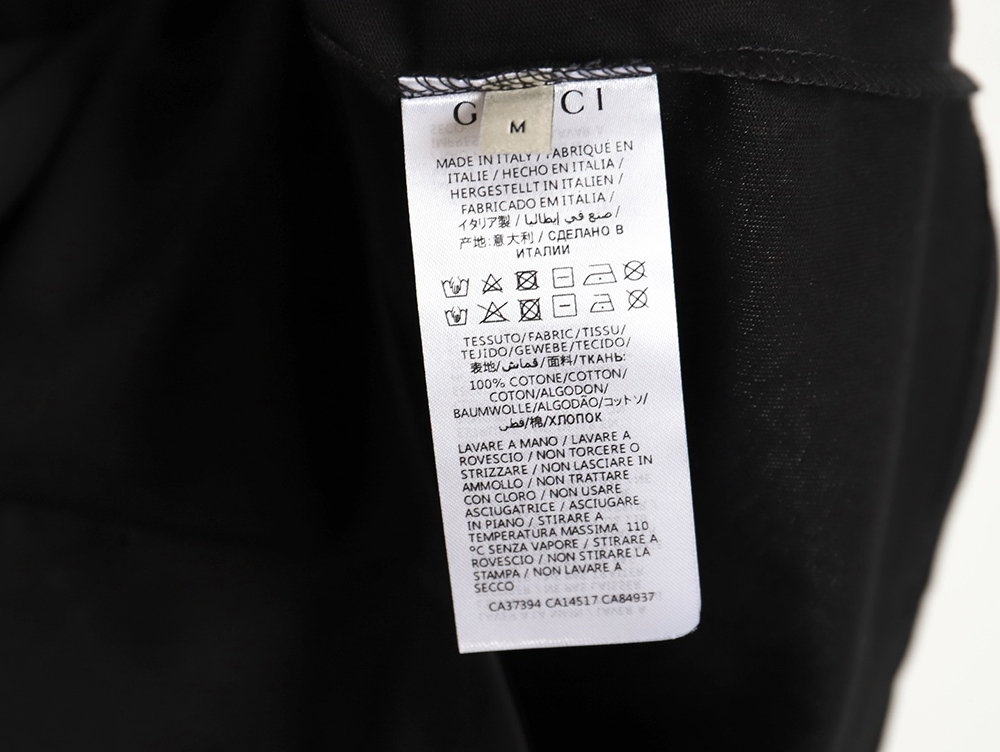 G CI
M
MADE IN ITALY / FABRIQUÉ EN
ITALIE / HECHO EN ITALIA /
HERGESTELLT IN ITALIEN /
FABRICADO EM ITÁLIA /
イタリア製 / صنع في إيطاليا /
产地:意大利 / СДЕЛАНО В
ИТАЛИИ
TESSUTO/FABRIC/TISSU/
TEJIDO/GEWEBE/TECIDO/
表地/قماش/面料/ТКАНЬ:
100% COTONE/COTTON/
COTON/ALGODON/
BAUMWOLLE/ALGODÃO/コットン/
قطن/棉/ХЛОПОК
LAVARE A MANO / LAVARE A
ROVESCIO / NON TORCERE O
STRIZZARE / NON LASCIARE IN
AMMOLLO / NON TRATTARE
CON CLORO / NON USARE
ASCIUGATRICE / ASCIUGARE
IN PIANO / STIRARE A
TEMPERATURA MASSIMA 110
ºC SENZA VAPORE / STIRARE A
ROVESCIO / NON STIRARE LA
STAMPA / NON LAVARE A
SECCO
CA37394 CA14517 CA84937